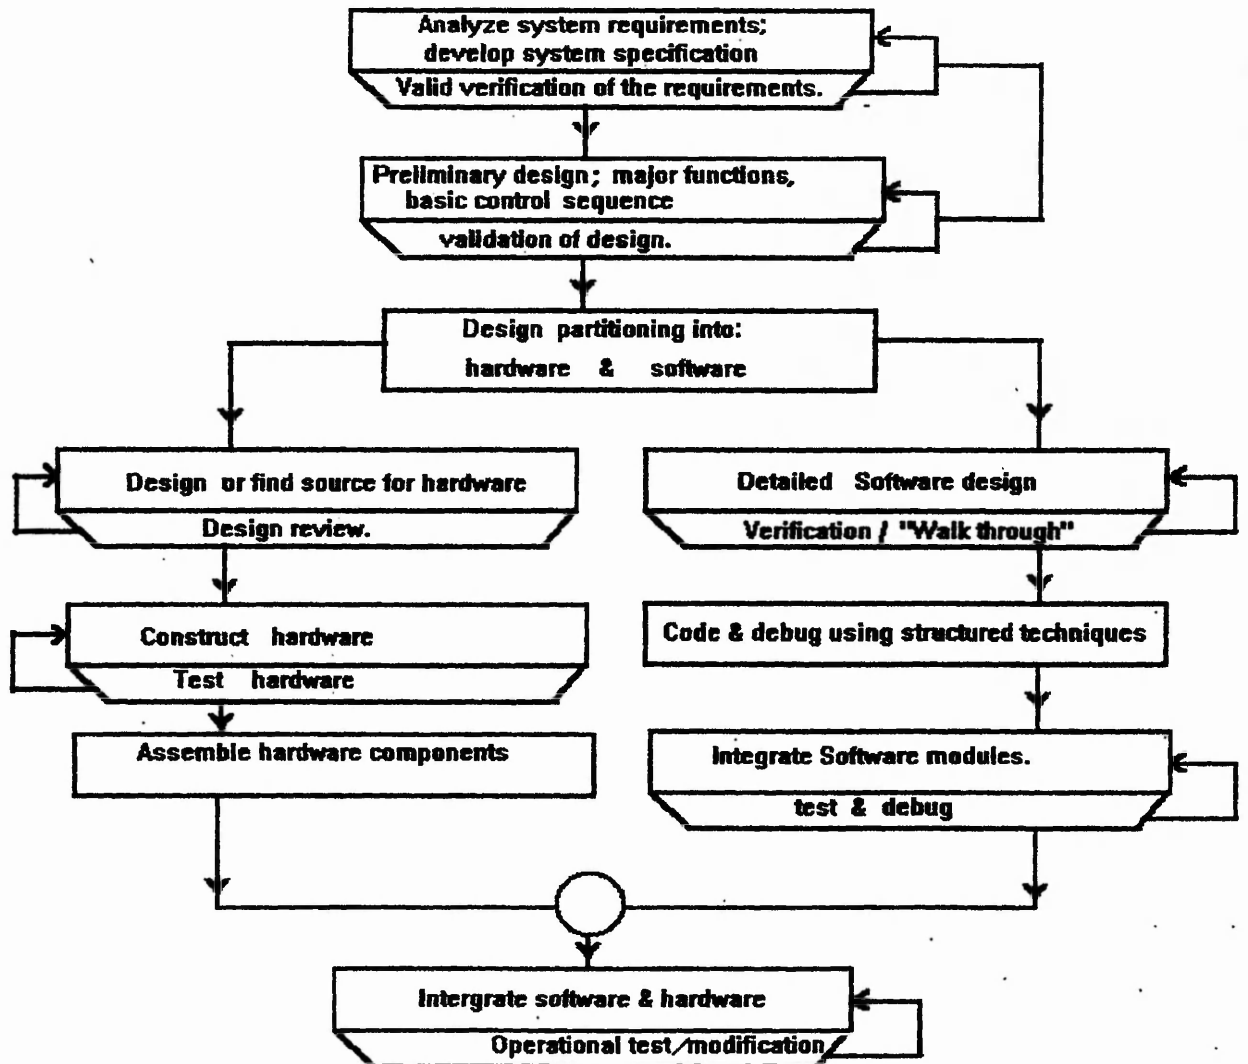 Analyze system requirements;
develop system specification
Valid verification of the requirements.
Preliminary design; major functions,
basic control sequence
validation of design.
Design partitioning into:
hardware & software
Design or find source for hardware
Design review.
Detailed Software design
Verification / "Walk through"
Construct hardware
Test hardware
Code & debug using structured techniques
Assemble hardware components
Integrate Software modules.
test & debug
Intergrate software & hardware
Operational test/modification